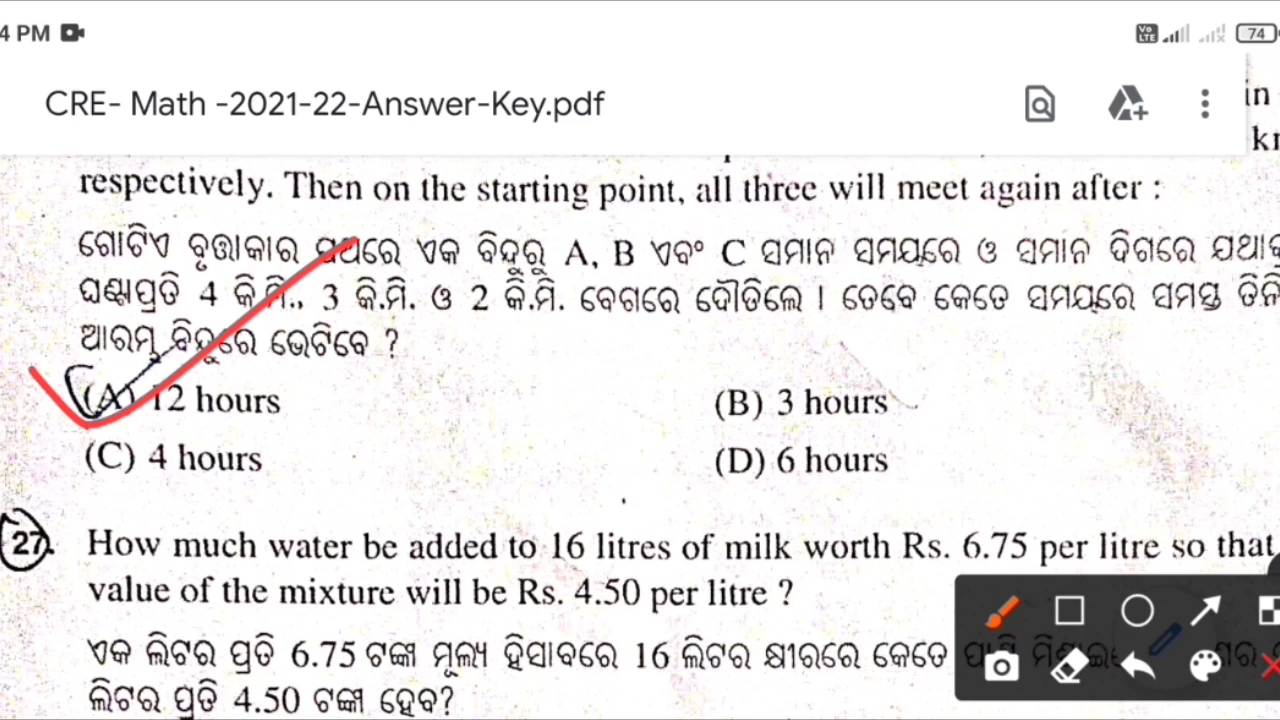 4 PM
Vo LTE
74
CRE- Math -2021-22-Answer-Key.pdf
in
respectively. Then on the starting point, all three will meet again after :
ଗୋଟିଏ ବୃତ୍ତାକାର ପଥରେ ଏକ ବିନ୍ଦୁରୁ A, B ଏବଂ C ସମାନ ସମୟରେ ଓ ସମାନ ଦିଗରେ
ଘଣ୍ଟାପ୍ରତି 4 କି.ମି., 3 କି.ମି. ଓ 2 କି.ମି. ବେଗରେ ଦୌଡିଲେ । ତେବେ କେତେ ସମୟରେ ସମସ୍ତ ତିନି
ଆରମ୍ଭ ବିନ୍ଦୁରେ ଭେଟିବେ ?
(A) 12 hours (B) 3 hours
(C) 4 hours (D) 6 hours
27. How much water be added to 16 litres of milk worth Rs. 6.75 per litre so that
value of the mixture will be Rs. 4.50 per litre ?
ଏକ ଲିଟର ପ୍ରତି 6.75 ଟଙ୍କା ମୂଲ୍ୟ ହିସାବରେ 16 ଲିଟର କ୍ଷୀରରେ କେତେ
ଲିଟର ପ୍ରତି 4.50 ଟଙ୍କା ହେବ?